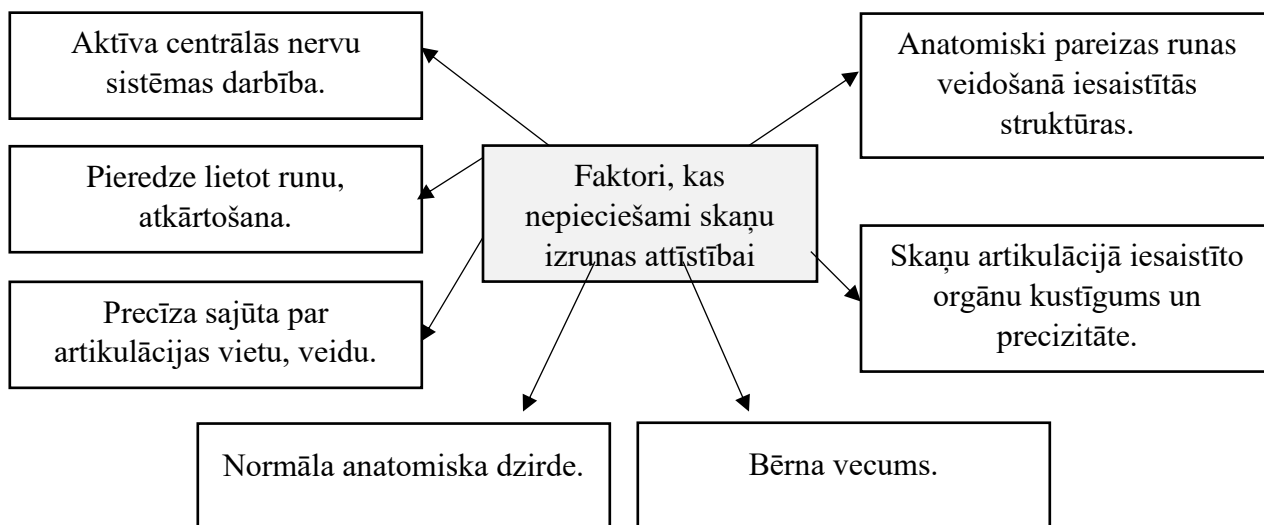 Aktīva centrālās nervu
sistēmas darbība.
Anatomiski pareizas runas
veidošanā iesaistītās
struktūras.
Pieredze lietot runu,
atkārtošana.
Faktori, kas
nepieciešami skaņu
izrunas attīstībai
Skaņu artikulācijā iesaistīto
orgānu kustīgums un
precizitāte.
Precīza sajūta par
artikulācijas vietu, veidu.
Normāla anatomiska dzirde.
Bērna vecums.